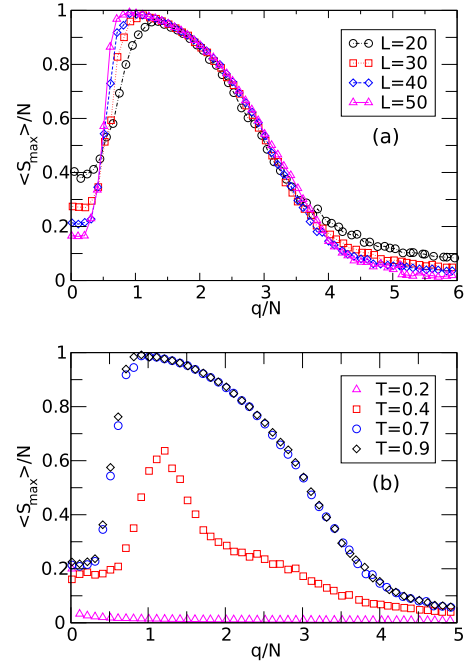 1
0.8
0.6
0.4
0.2
0
<S_max>/N
L=20
L=30
L=40
L=50
(a)
0 1 2 3 4 5 6
q/N
1
0.8
0.6
0.4
0.2
0
<S_max>/N
T=0.2
T=0.4
T=0.7
T=0.9
(b)
0 1 2 3 4 5
q/N